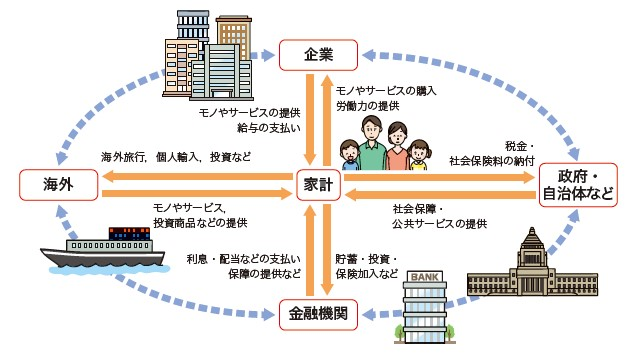 企業
モノやサービスの提供
給与の支払い
モノやサービスの購入
労働力の提供
海外旅行，個人輸入，投資など
税金・
社会保険料の納付
海外
家計
政府・
自治体など
モノやサービス，
投資商品などの提供
社会保障・
公共サービスの提供
利息・配当などの支払い
保障の提供など
貯蓄・投資・
保険加入など
BANK
金融機関